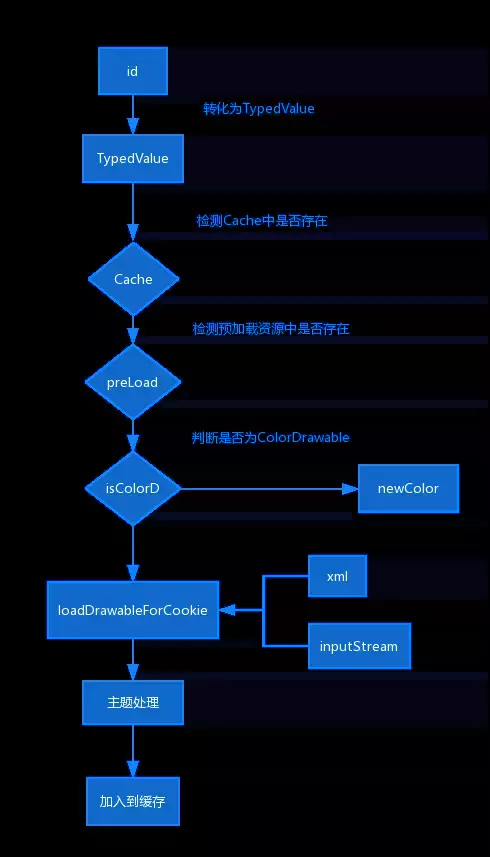 id
转化为TypedValue
TypedValue
检测Cache中是否存在
Cache
检测预加载资源中是否存在
preLoad
判断是否为ColorDrawable
isColorD
newColor
xml
loadDrawableForCookie
inputStream
主题处理
加入到缓存